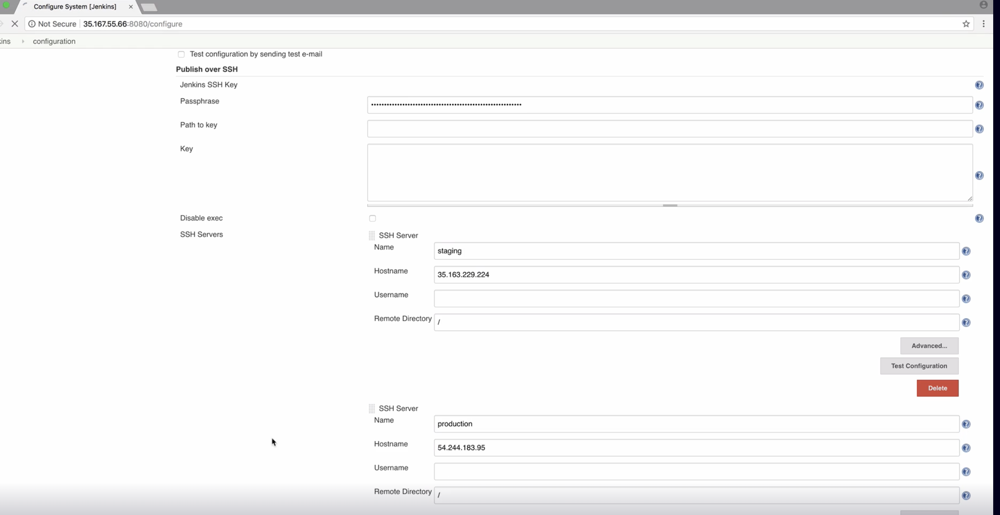 Configure System [Jenkins]
Not Secure 35.167.55.66:8080/configure
kins configuration
Test configuration by sending test e-mail
Publish over SSH
Jenkins SSH Key
Passphrase ••••••••••••••••••••••••••••••••••••••••••••••••••••••••••
Path to key
Key
Disable exec
SSH Servers SSH Server
Name staging
Hostname 35.163.229.224
Username
Remote Directory /
Advanced...
Test Configuration
Delete
SSH Server
Name production
Hostname 54.244.183.95
Username
Remote Directory /